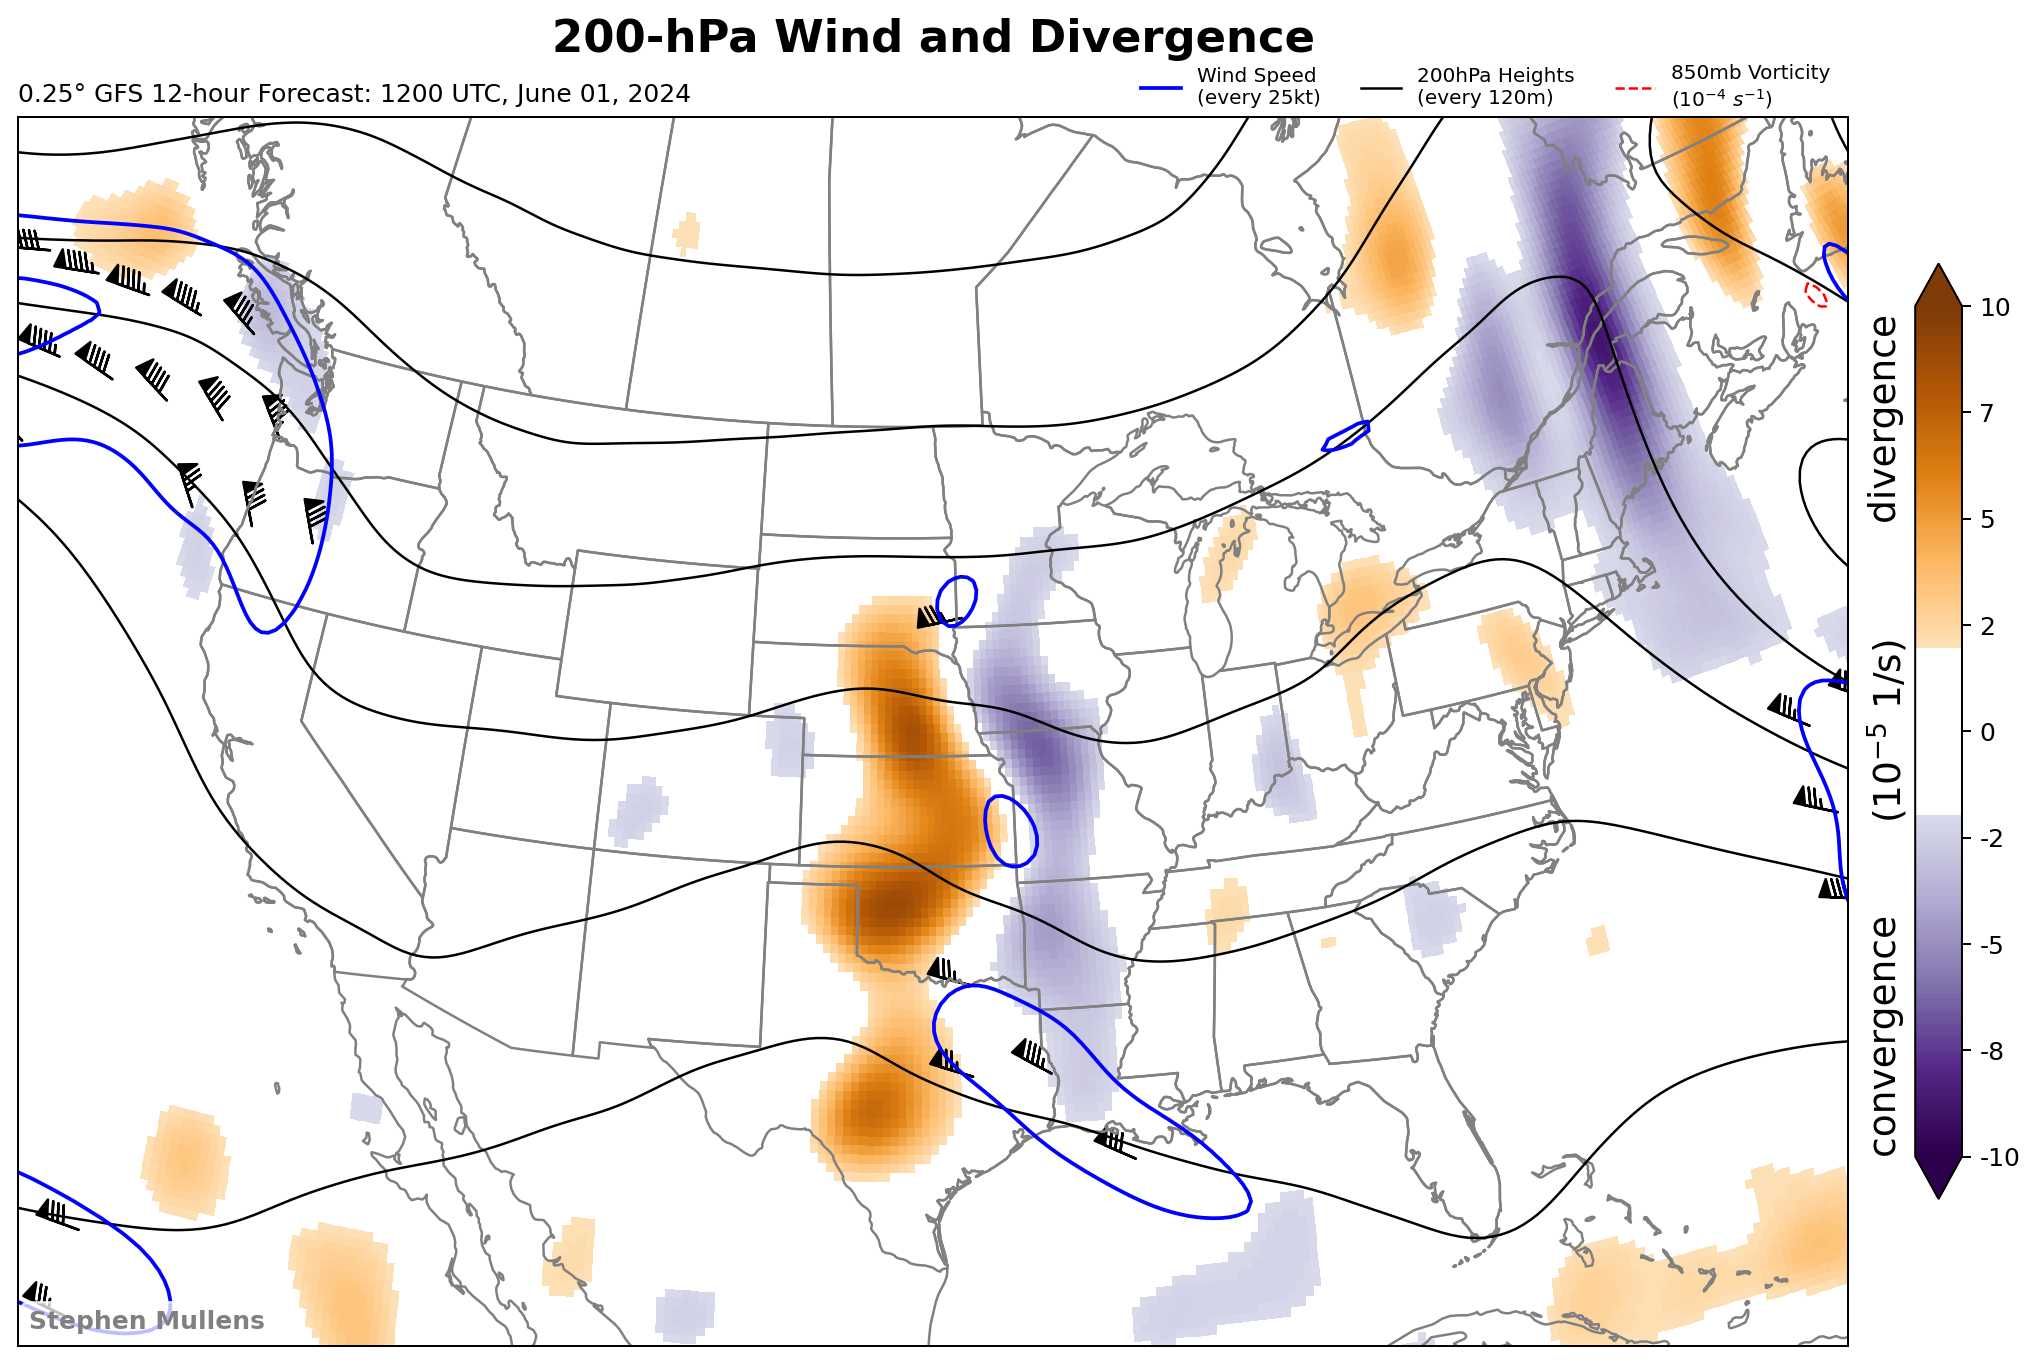 200-hPa Wind and Divergence
0.25° GFS 12-hour Forecast: 1200 UTC, June 01, 2024
Wind Speed
(every 25kt)
200hPa Heights
(every 120m)
850mb Vorticity
(10⁻⁴ s⁻¹)
10
7
5
2
0
-2
-5
-8
-10
convergence (10⁻⁵ 1/s) divergence
Stephen Mullens